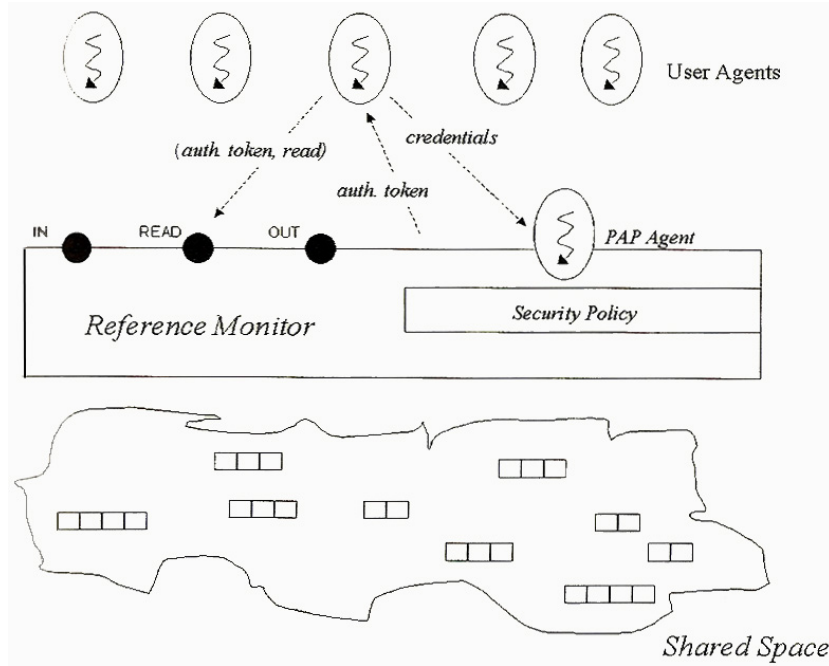 User Agents
(auth. token, read)
credentials
auth. token
IN
READ
OUT
PAP Agent
Security Policy
Reference Monitor
Shared Space